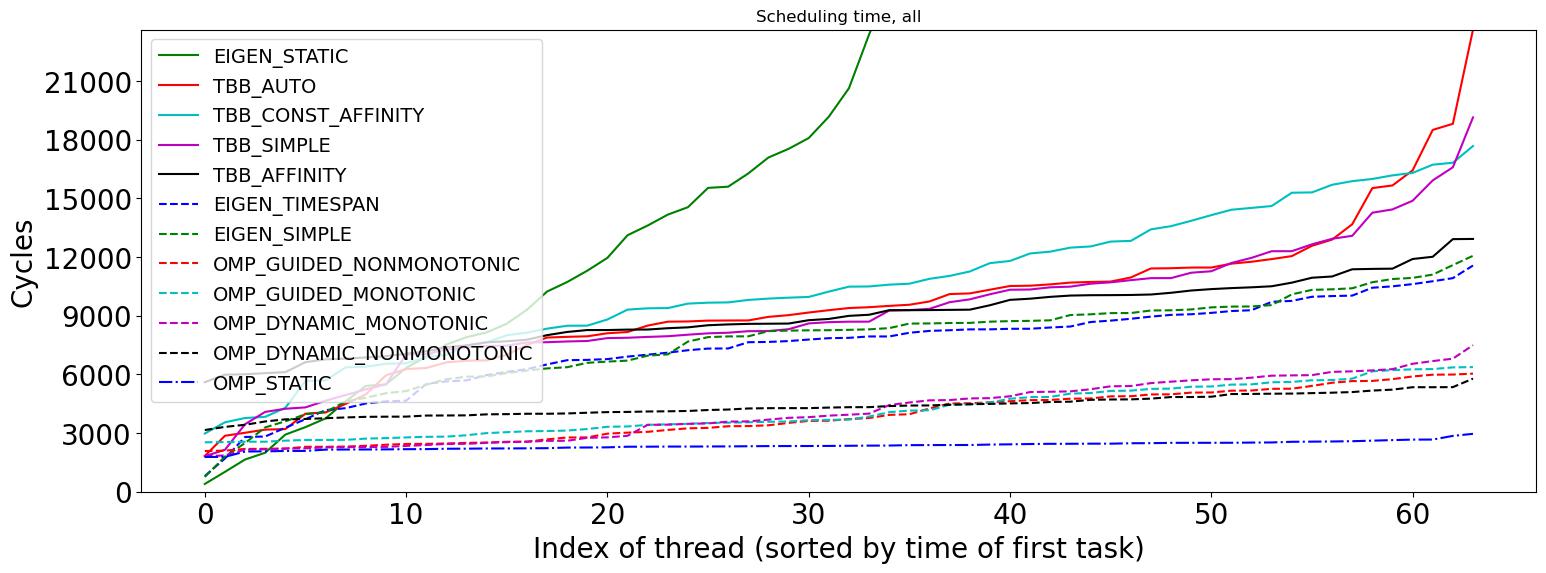 Scheduling time, all
Cycles
21000
18000
15000
12000
9000
6000
3000
0
EIGEN_STATIC
TBB_AUTO
TBB_CONST_AFFINITY
TBB_SIMPLE
TBB_AFFINITY
EIGEN_TIMESPAN
EIGEN_SIMPLE
OMP_GUIDED_NONMONOTONIC
OMP_GUIDED_MONOTONIC
OMP_DYNAMIC_MONOTONIC
OMP_DYNAMIC_NONMONOTONIC
OMP_STATIC
0 10 20 30 40 50 60
Index of thread (sorted by time of first task)